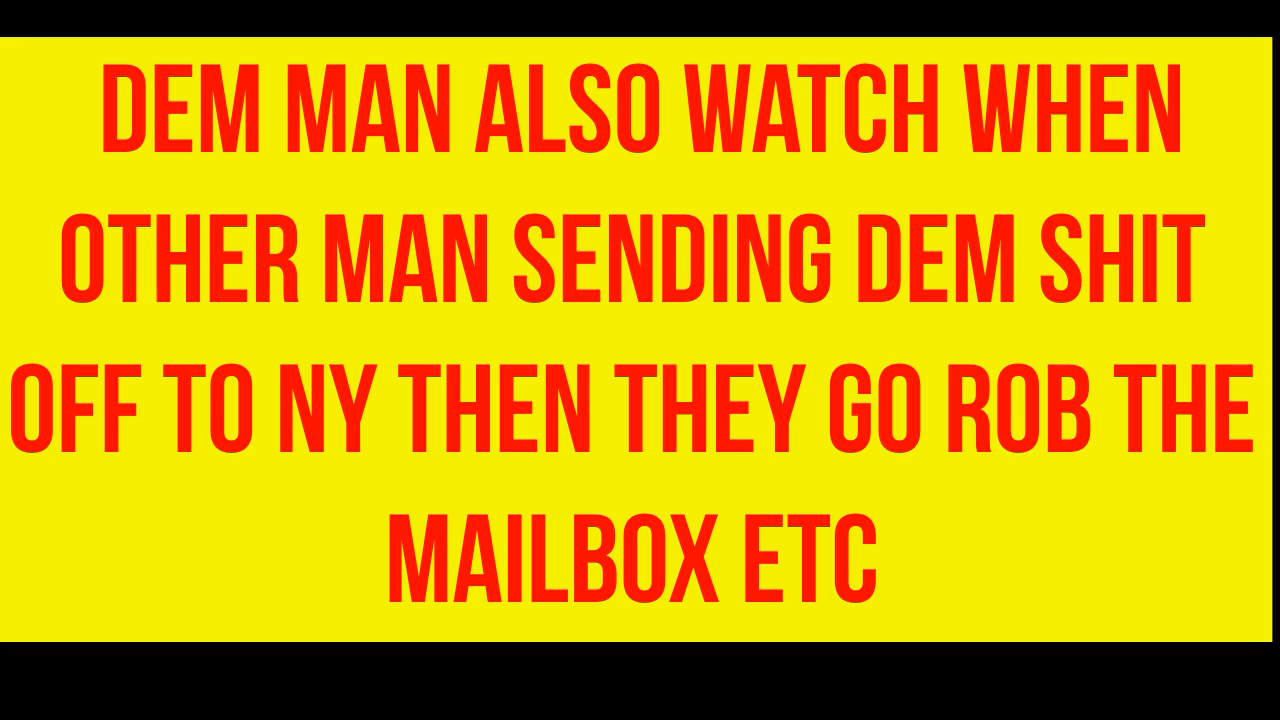 DEM MAN ALSO WATCH WHEN
OTHER MAN SENDING DEM SHIT
OFF TO NY THEN THEY GO ROB THE
MAILBOX ETC